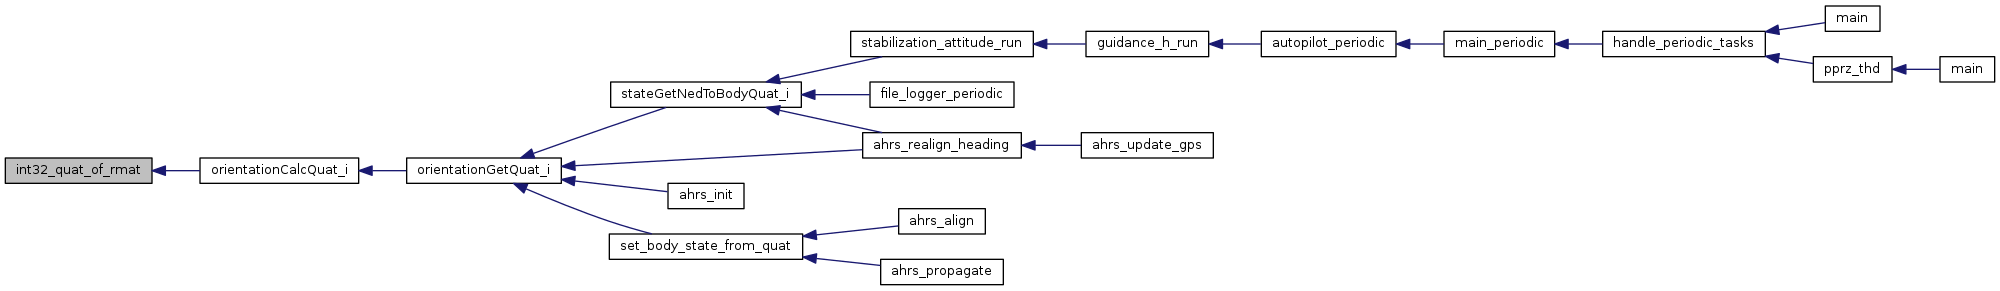 int32_quat_of_rmat
orientationCalcQuat_i
orientationGetQuat_i
stateGetNedToBodyQuat_i
stabilization_attitude_run
guidance_h_run
autopilot_periodic
main_periodic
handle_periodic_tasks
main
pprz_thd
main
file_logger_periodic
ahrs_realign_heading
ahrs_update_gps
ahrs_init
set_body_state_from_quat
ahrs_align
ahrs_propagate